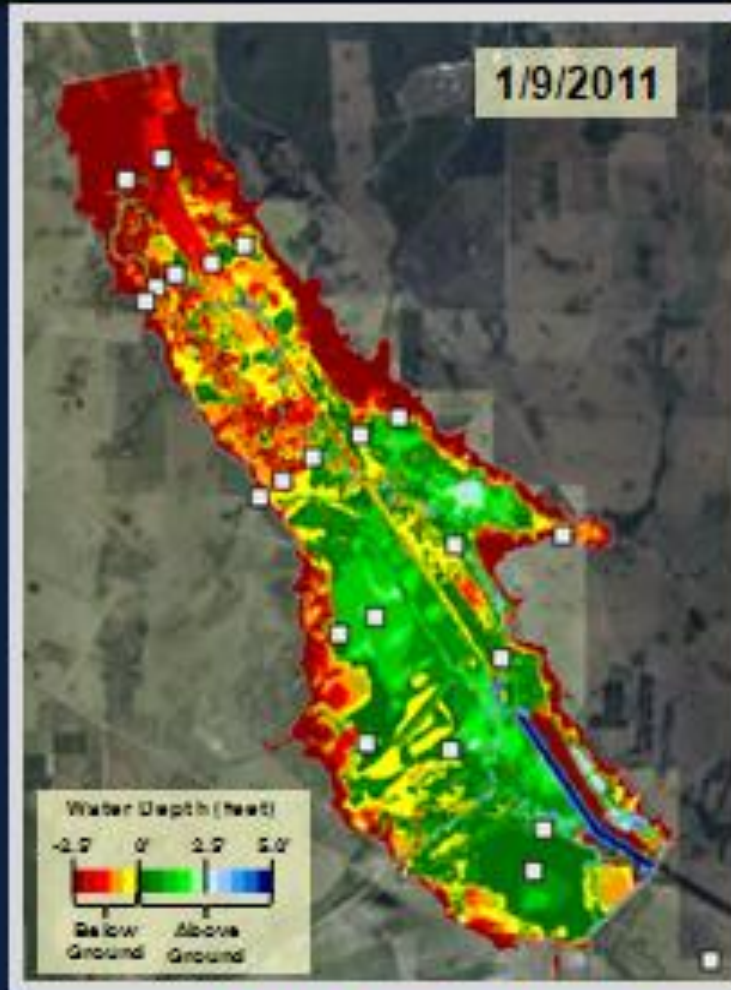 1/9/2011
Water Depth (feet)
-2.5' 0' 2.5' 5.0'
Below Above
Ground Ground